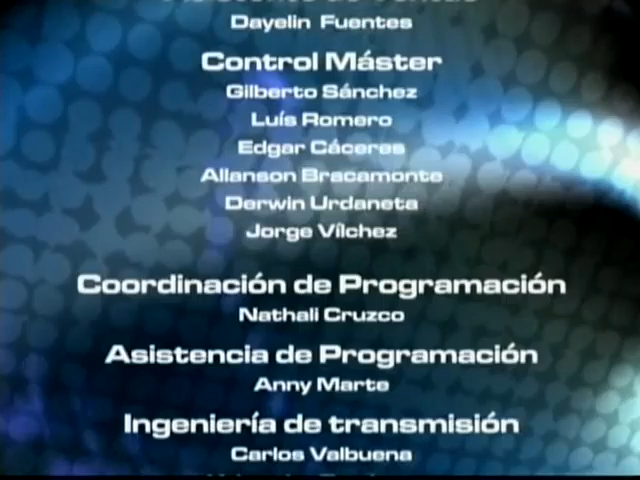 Dayelin Fuentes
Control Máster
Gilberto Sánchez
Luís Romero
Edgar Cáceres
Allanson Bracamonte
Derwin Urdaneta
Jorge Vílchez
Coordinación de Programación
Nathali Cruzco
Asistencia de Programación
Anny Marte
Ingeniería de transmisión
Carlos Valbuena